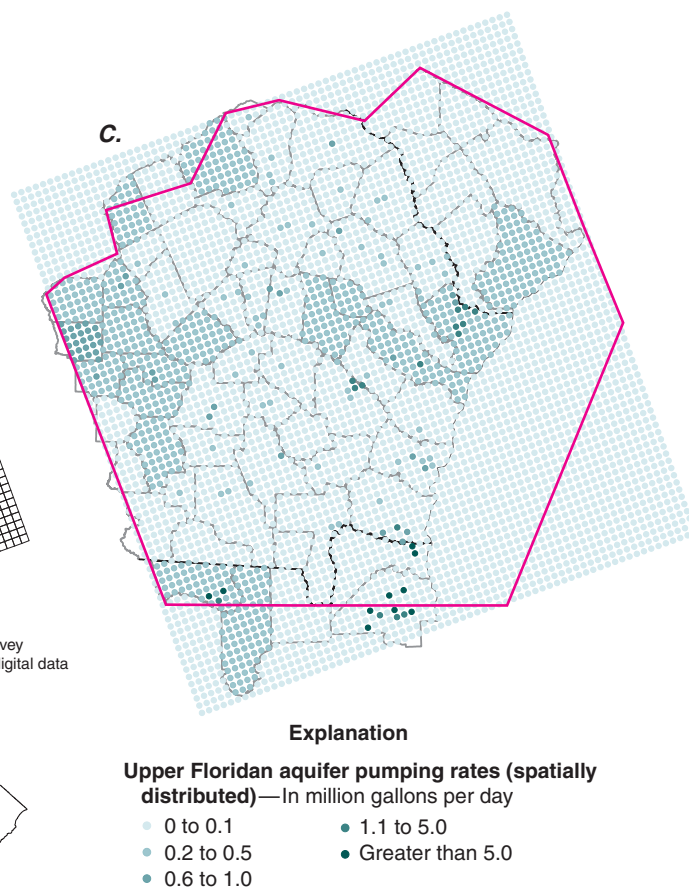 C.
vey
igital data
Explanation
Upper Floridan aquifer pumping rates (spatially
distributed)—In million gallons per day
0 to 0.1
0.2 to 0.5
0.6 to 1.0
1.1 to 5.0
Greater than 5.0